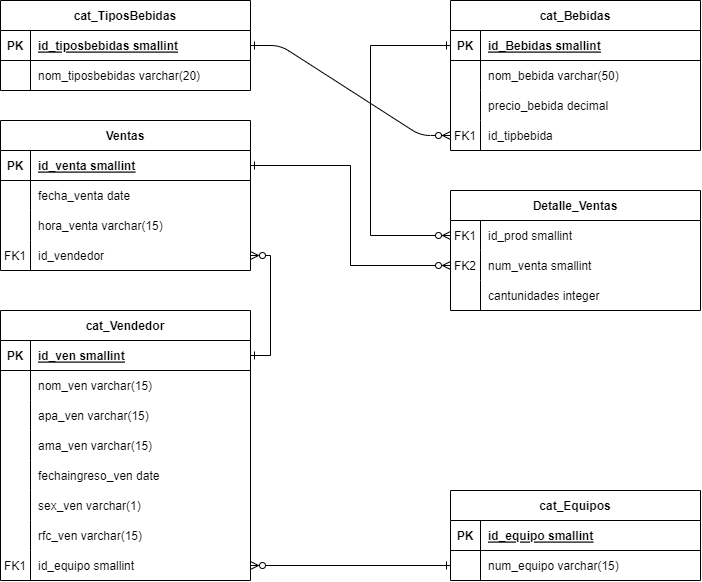 cat_TiposBebidas
PK id_tiposbebidas smallint
nom_tiposbebidas varchar(20)
cat_Bebidas
PK id_Bebidas smallint
nom_bebida varchar(50)
precio_bebida decimal
FK1 id_tipbebida
Ventas
PK id_venta smallint
fecha_venta date
hora_venta varchar(15)
FK1 id_vendedor
Detalle_Ventas
FK1 id_prod smallint
FK2 num_venta smallint
cantunidades integer
cat_Vendedor
PK id_ven smallint
nom_ven varchar(15)
apa_ven varchar(15)
ama_ven varchar(15)
fechaingreso_ven date
sex_ven varchar(1)
rfc_ven varchar(15)
FK1 id_equipo smallint
cat_Equipos
PK id_equipo smallint
num_equipo varchar(15)